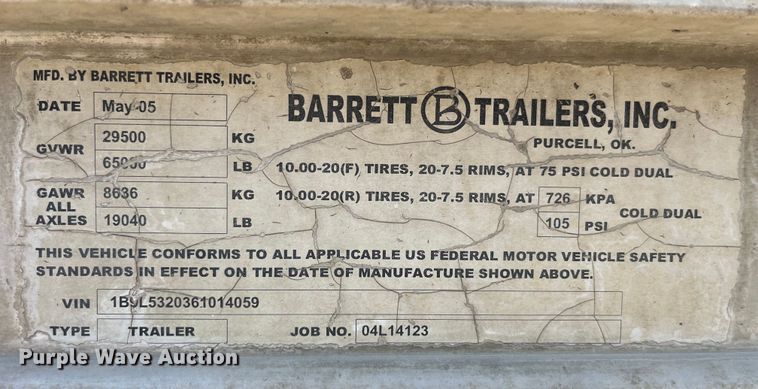 MFD. BY BARRETT TRAILERS, INC.
DATE May-05
BARRETT B TRAILERS, INC.
PURCELL, OK.
GVWR 29500 KG
65000 LB
10.00-20(F) TIRES, 20-7.5 RIMS, AT 75 PSI COLD DUAL
GAWR ALL AXLES 8636 KG
19040 LB
10.00-20(R) TIRES, 20-7.5 RIMS, AT 726 KPA
105 PSI COLD DUAL
THIS VEHICLE CONFORMS TO ALL APPLICABLE US FEDERAL MOTOR VEHICLE SAFETY
STANDARDS IN EFFECT ON THE DATE OF MANUFACTURE SHOWN ABOVE.
VIN 1B9L5320361014059
TYPE TRAILER JOB NO. 04L14123
Purple Wave Auction